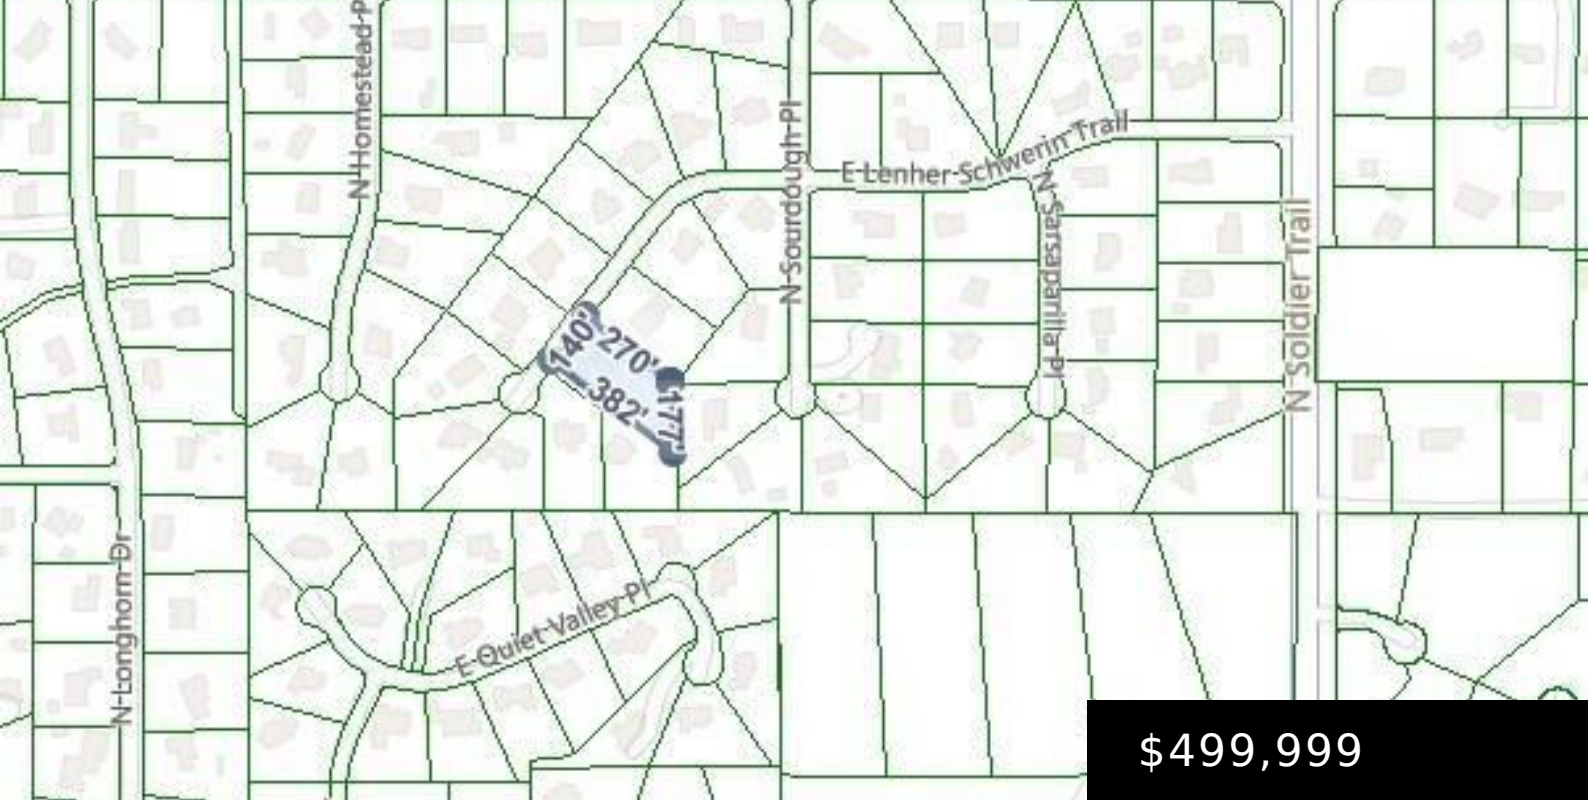 N Homestead P
N Sourdough Pl
E Lenher Schwerin Trail
N Sarsaparilla Pl
N Soldier Trail
140'
270'
382'
177'
N Longhorn Dr
E Quiet Valley Pl
$499,999